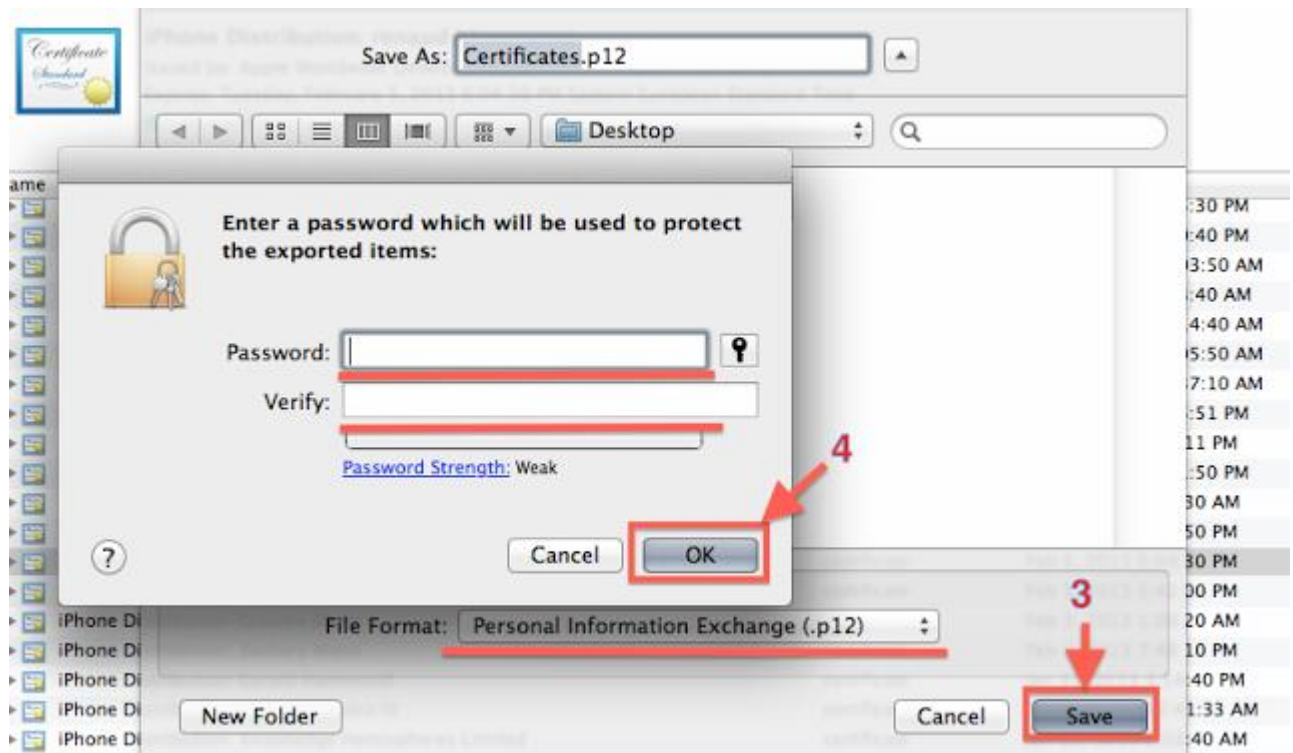 Certificate
Standard
Save As: Certificates.p12
Desktop
ame
Enter a password which will be used to protect
the exported items:
Password:
Verify:
Password Strength: Weak
Cancel
OK
4
3
File Format: Personal Information Exchange (.p12)
New Folder
Cancel
Save
:30 PM
:40 PM
3:50 AM
:40 AM
4:40 AM
5:50 AM
7:10 AM
:51 PM
11 PM
:50 PM
30 AM
50 PM
30 PM
00 PM
iPhone Di
20 AM
iPhone Di
10 PM
iPhone Di
:40 PM
iPhone Di
1:33 AM
iPhone Di
:40 AM